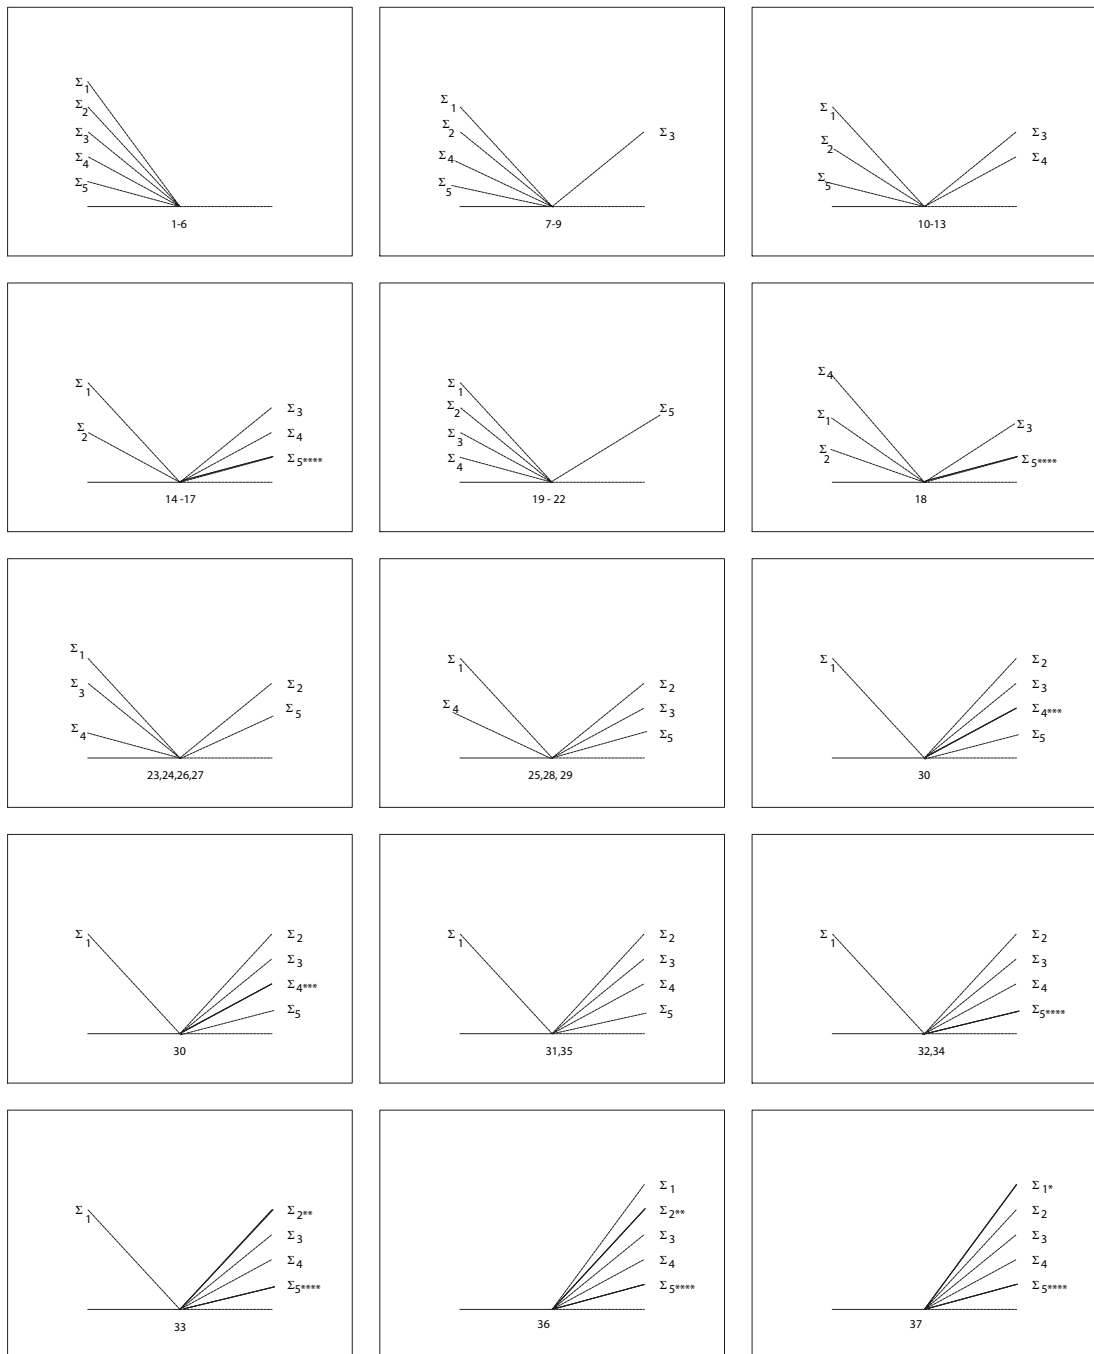 Σ1
Σ2
Σ3
Σ4
Σ5
1-6
Σ1
Σ2
Σ4
Σ5
Σ3
7-9
Σ1
Σ2
Σ5
Σ3
Σ4
10-13
Σ1
Σ2
Σ3
Σ4
Σ5****
14 -17
Σ1
Σ2
Σ3
Σ4
Σ5
19 - 22
Σ4
Σ1
Σ2
Σ3
Σ5****
18
Σ1
Σ3
Σ4
Σ2
Σ5
23,24,26,27
Σ1
Σ4
Σ2
Σ3
Σ5
25,28, 29
Σ1
Σ2
Σ3
Σ4***
Σ5
30
Σ1
Σ2
Σ3
Σ4***
Σ5
30
Σ1
Σ2
Σ3
Σ4
Σ5
31,35
Σ1
Σ2
Σ3
Σ4
Σ5****
32,34
Σ1
Σ2**
Σ3
Σ4
Σ5****
33
Σ1
Σ2**
Σ3
Σ4
Σ5****
36
Σ1*
Σ2
Σ3
Σ4
Σ5****
37